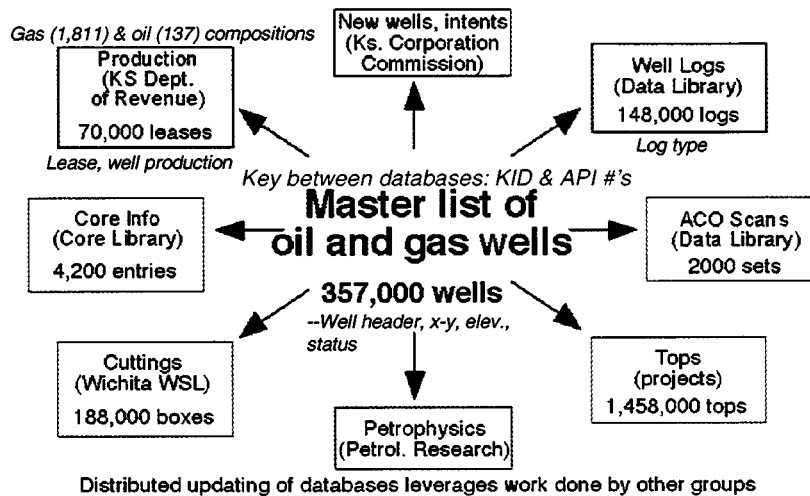 Gas (1,811) & oil (137) compositions
Production
(KS Dept.
of Revenue)
70,000 leases
Lease, well production
New wells, intents
(Ks. Corporation
Commission)
Well Logs
(Data Library)
148,000 logs
Log type
Key between databases: KID & API #'s
Master list of
oil and gas wells
357,000 wells
--Well header, x-y, elev.,
status
Core Info
(Core Library)
4,200 entries
ACO Scans
(Data Library)
2000 sets
Cuttings
(Wichita WSL)
188,000 boxes
Petrophysics
(Petrol. Research)
Tops
(projects)
1,458,000 tops
Distributed updating of databases leverages work done by other groups